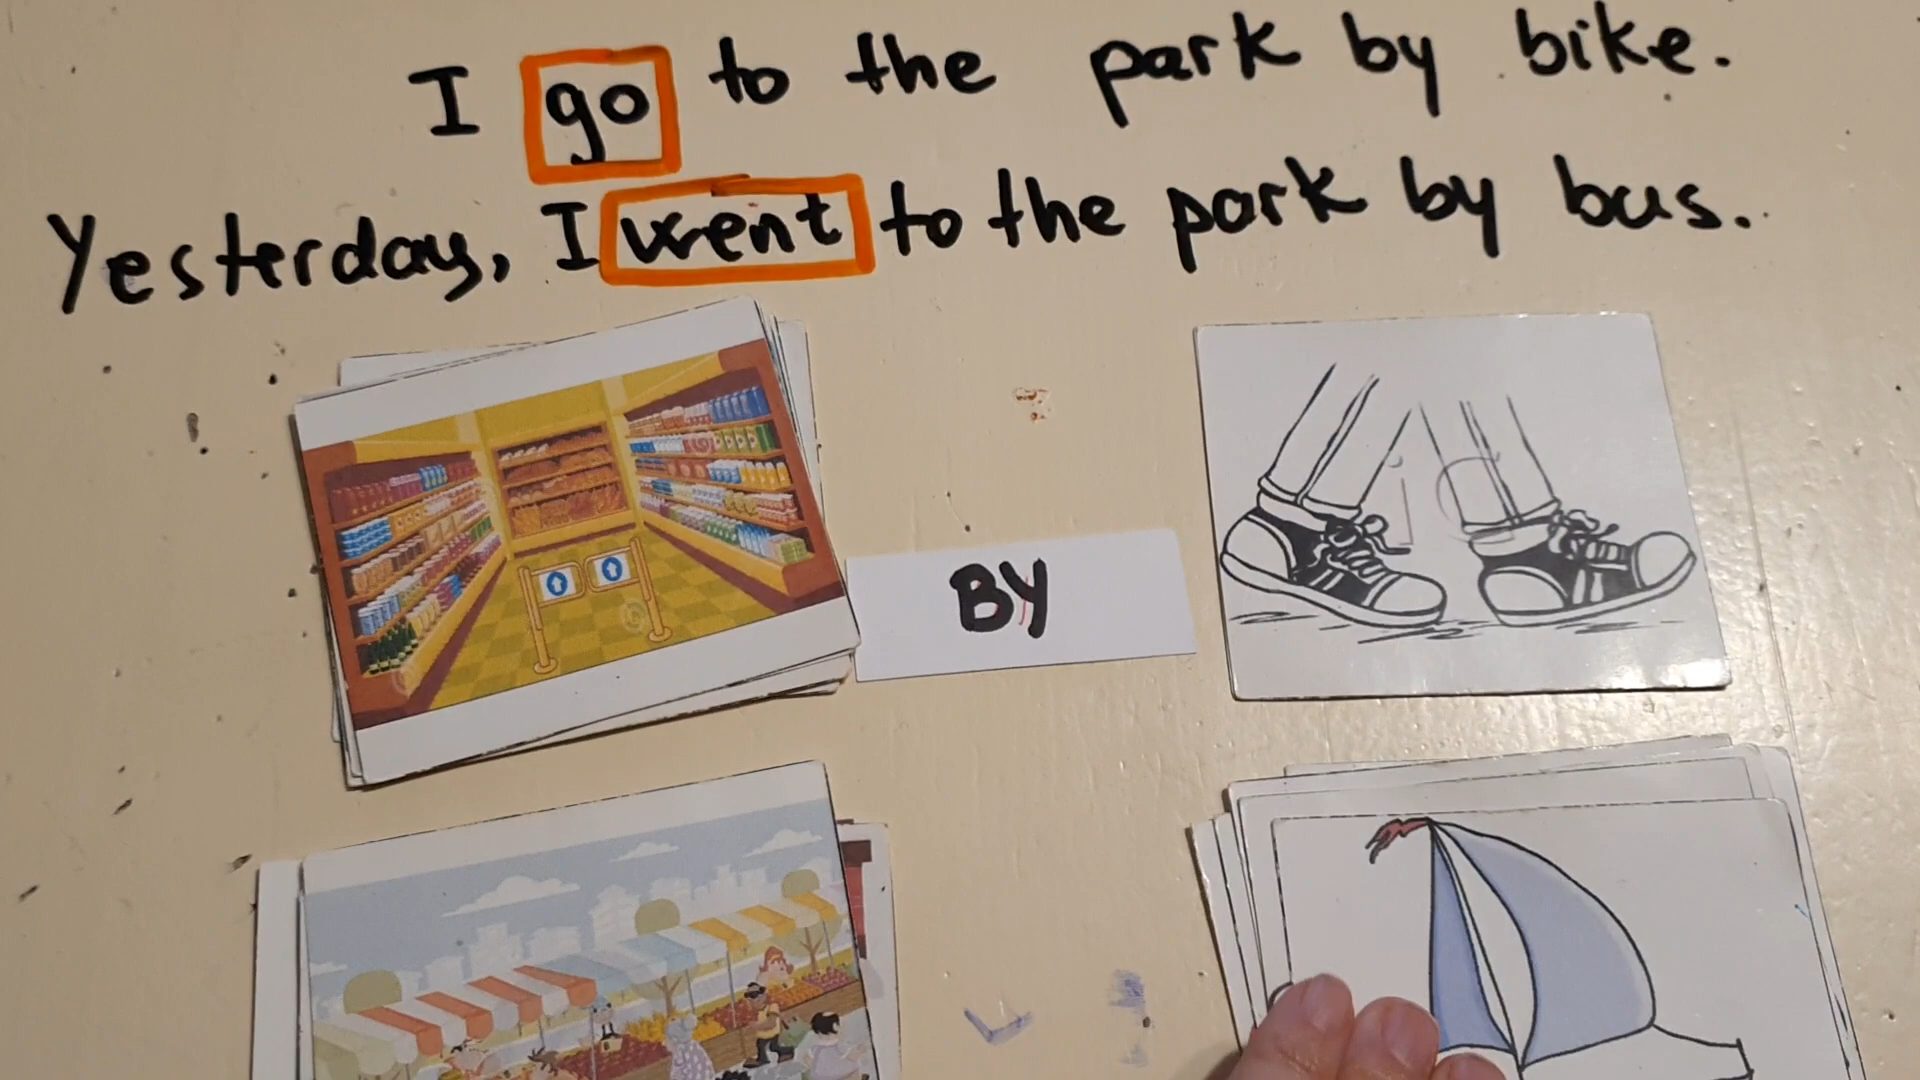 I go to the park by bike.
Yesterday, I went to the park by bus.
BY